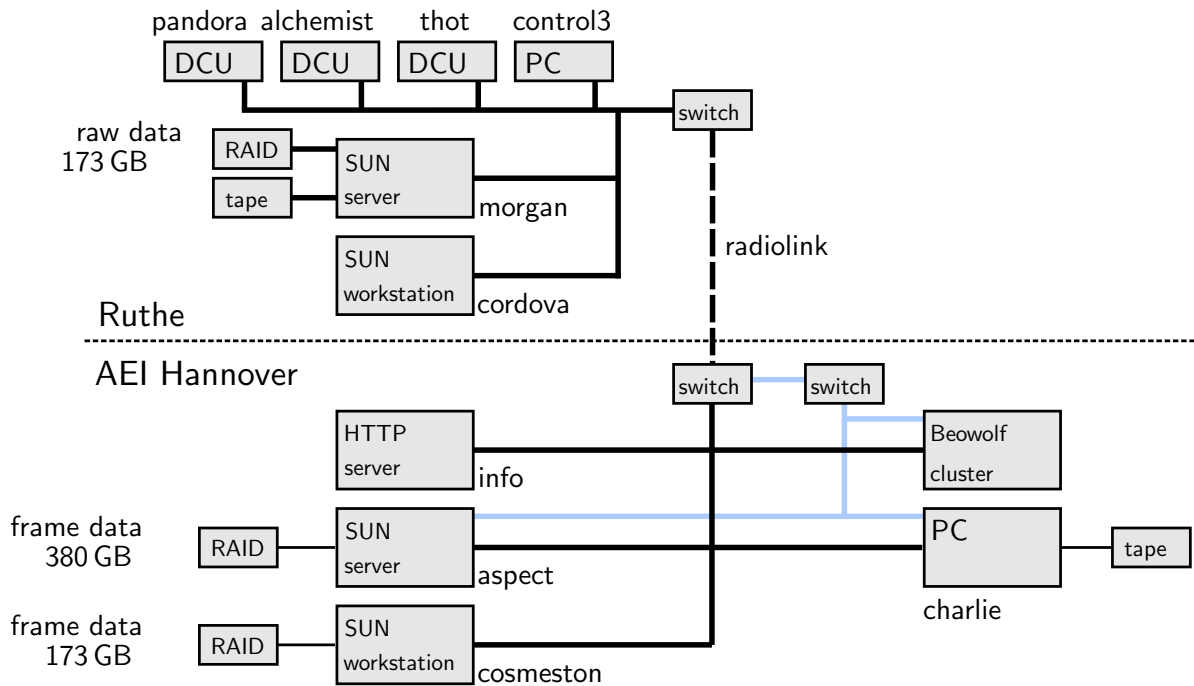 pandora alchemist thot control3
DCU DCU DCU PC
switch
raw data
173 GB
RAID
tape
SUN
server
morgan
radiolink
SUN
workstation
cordova
Ruthe
AEI Hannover
switch switch
HTTP
server
info
Beowolf
cluster
frame data
380 GB
RAID
SUN
server
aspect
PC
charlie
tape
frame data
173 GB
RAID
SUN
workstation
cosmeston